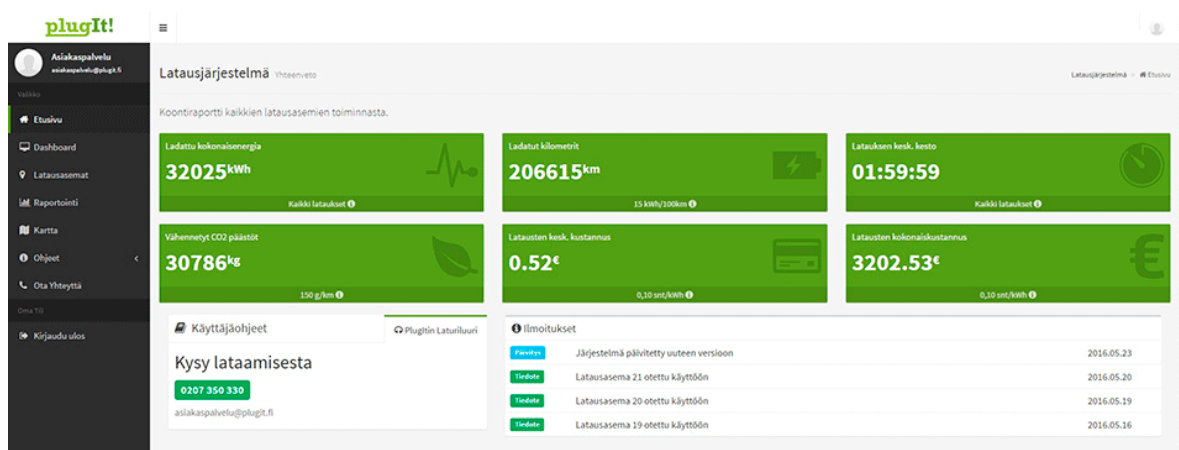 plugIt!
Asiakaspalvelu
asiakaspalvelu@plugit.fi
Valikko
Etusivu
Dashboard
Latausasemat
Raportointi
Kartta
Ohjeet
Ota Yhteyttä
Oma Tili
Kirjaudu ulos
Latausjärjestelmä Yhteenveto
Latausjärjestelmä > Etusivu
Koontiraportti kaikkien latausasemien toiminnasta.
Ladattu kokonaisenergia
32025kWh
Kaikki lataukset
Ladatut kilometrit
206615km
15 kWh/100km
Latauksen kesk. kesto
01:59:59
Kaikki lataukset
Vähennetyt CO2 päästöt
30786kg
150 g/km
Latausten kesk. kustannus
0.52€
0,10 snt/kWh
Latausten kokonaiskustannus
3202.53€
0,10 snt/kWh
Käyttäjäohjeet
PlugItin Laturiluuri
Kysy lataamisesta
0207 350 330
asiakaspalvelu@plugit.fi
Ilmoitukset
Päivitys Järjestelmä päivitetty uuteen versioon 2016.05.23
Tiedote Latausasema 21 otettu käyttöön 2016.05.20
Tiedote Latausasema 20 otettu käyttöön 2016.05.19
Tiedote Latausasema 19 otettu käyttöön 2016.05.16